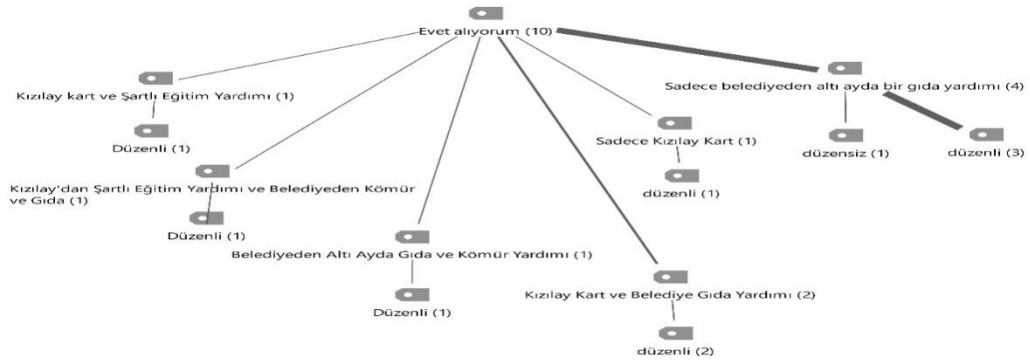 Evet alıyorum (10)
Kızılay kart ve Şartlı Eğitim Yardımı (1)
Düzenli (1)
Kızılay'dan Şartlı Eğitim Yardımı ve Belediyeden Kömür
ve Gıda (1)
Düzenli (1)
Belediyeden Altı Ayda Gıda ve Kömür Yardımı (1)
Düzenli (1)
Kızılay Kart ve Belediye Gıda Yardımı (2)
düzenli (2)
Sadece Kızılay Kart (1)
düzenli (1)
Sadece belediyeden altı ayda bir gıda yardımı (4)
düzensiz (1)
düzenli (3)